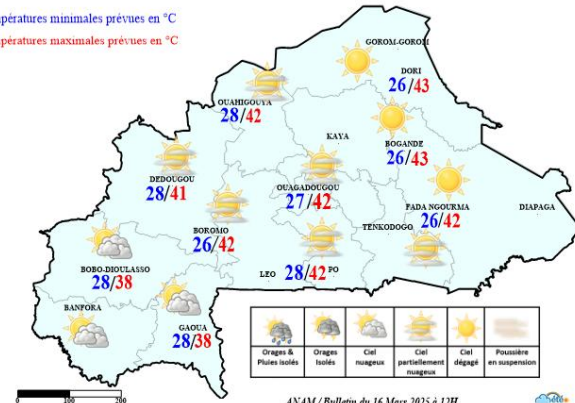 pératures minimales prévues en °C
pératures maximales prévues en °C
GOROM-GOROM
DORI
26/43
OUAHIGOUYA
28/42
KAYA
BOGANDE
26/43
DEDOUGOU
28/41
OUAGADOUGOU
27/42
FADA NGOURMA
26/42
DIAPAGA
BOROMO
26/42
TENKODOGO
BOBO-DIOULASSO
28/38
LEO
28/42
PO
BANFORA
GAOUA
28/38
Orages &
Pluies isolés
Orages
Isolés
Ciel
nuageux
Ciel
partiellement
nuageux
Ciel
dégagé
Poussière
en suspension
0 100 200
ANAM / Bulletin du 16 Mars 2025 à 12H